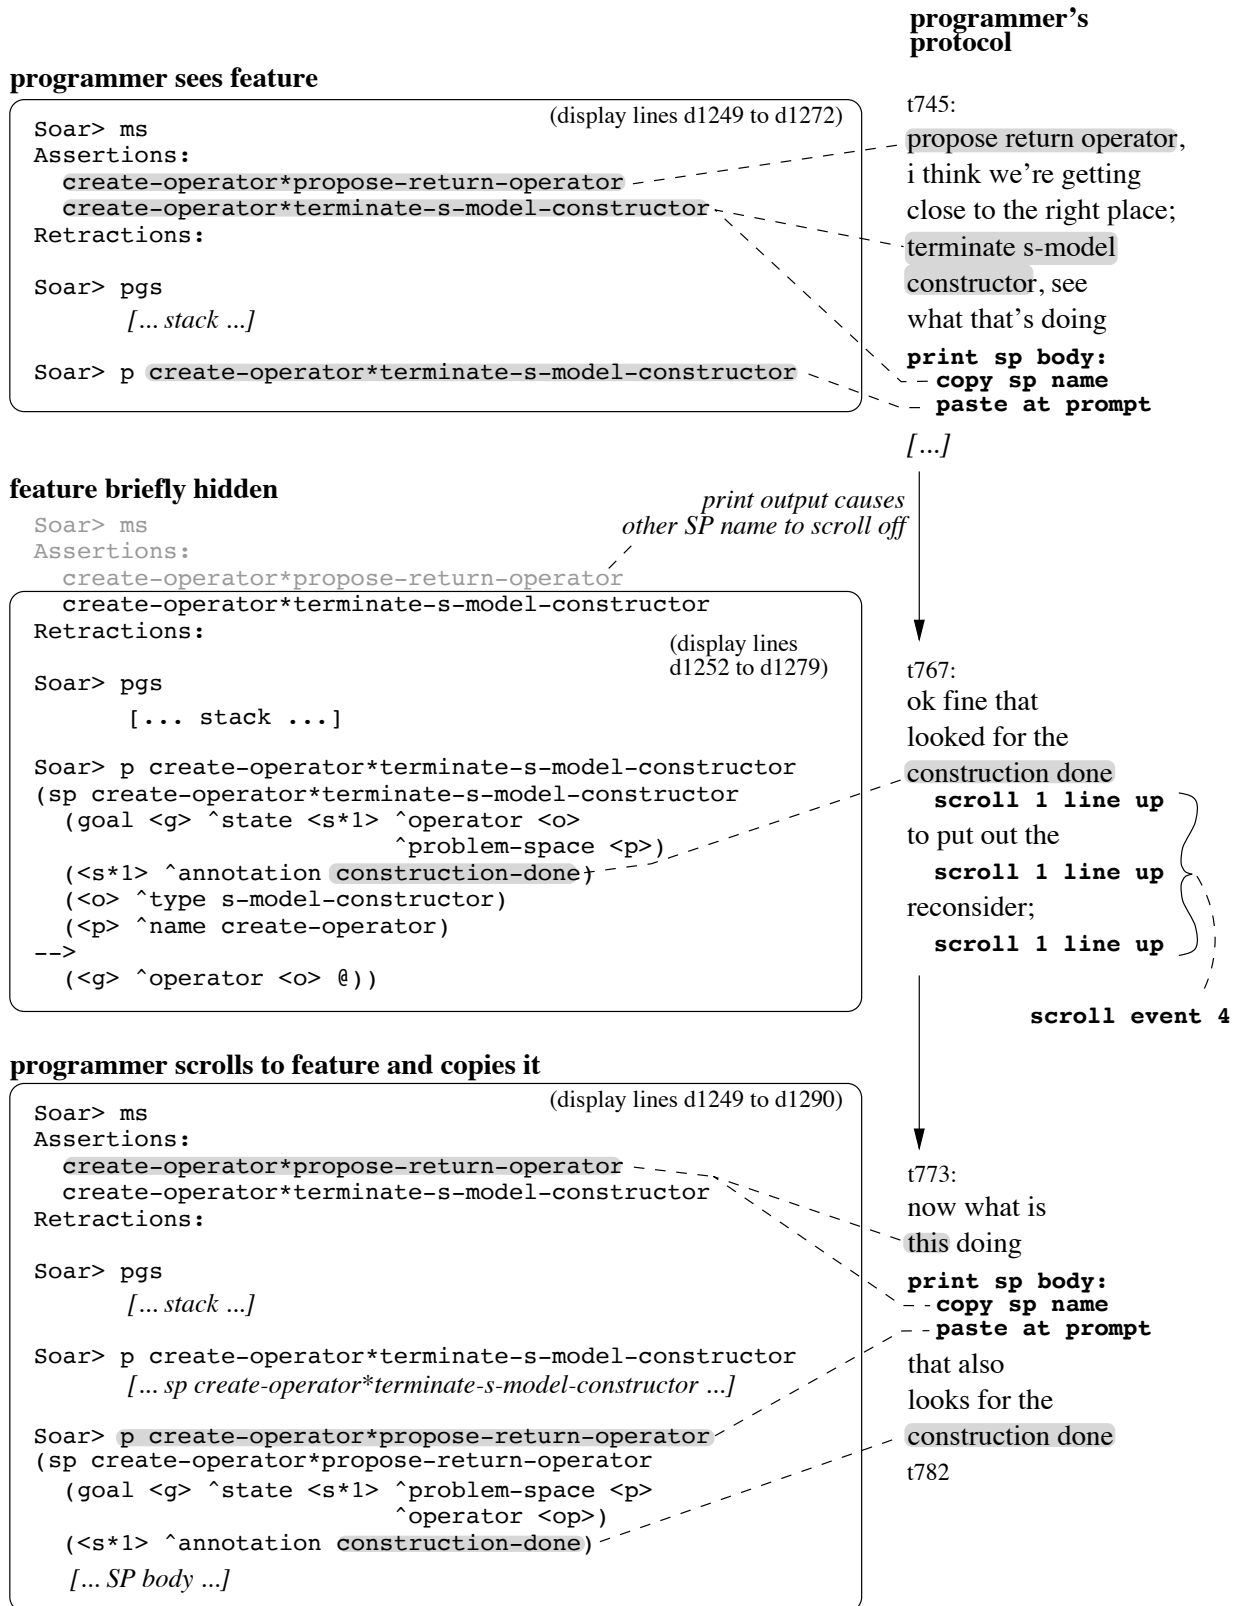 programmer's
protocol
programmer sees feature
(display lines d1249 to d1272)
Soar> ms
Assertions:
create-operator*propose-return-operator
create-operator*terminate-s-model-constructor
Retractions:
Soar> pgs
[... stack ...]
Soar> p create-operator*terminate-s-model-constructor
t745:
propose return operator,
i think we're getting
close to the right place;
terminate s-model
constructor, see
what that's doing
print sp body:
copy sp name
paste at prompt
[...]
feature briefly hidden
print output causes
other SP name to scroll off
Soar> ms
Assertions:
create-operator*propose-return-operator
create-operator*terminate-s-model-constructor
Retractions:
(display lines
d1252 to d1279)
Soar> pgs
[... stack ...]
Soar> p create-operator*terminate-s-model-constructor
(sp create-operator*terminate-s-model-constructor
(goal <g> ^state <s*1> ^operator <o>
^problem-space <p>)
(<s*1> ^annotation construction-done)
(<o> ^type s-model-constructor)
(<p> ^name create-operator)
-->
(<g> ^operator <o> @))
t767:
ok fine that
looked for the
construction done
scroll 1 line up
to put out the
scroll 1 line up
reconsider;
scroll 1 line up
scroll event 4
programmer scrolls to feature and copies it
(display lines d1249 to d1290)
Soar> ms
Assertions:
create-operator*propose-return-operator
create-operator*terminate-s-model-constructor
Retractions:
Soar> pgs
[... stack ...]
Soar> p create-operator*terminate-s-model-constructor
[... sp create-operator*terminate-s-model-constructor ...]
Soar> p create-operator*propose-return-operator
(sp create-operator*propose-return-operator
(goal <g> ^state <s*1> ^problem-space <p>
^operator <op>)
(<s*1> ^annotation construction-done)
[... SP body ...]
t773:
now what is
this doing
print sp body:
copy sp name
paste at prompt
that also
looks for the
construction done
t782